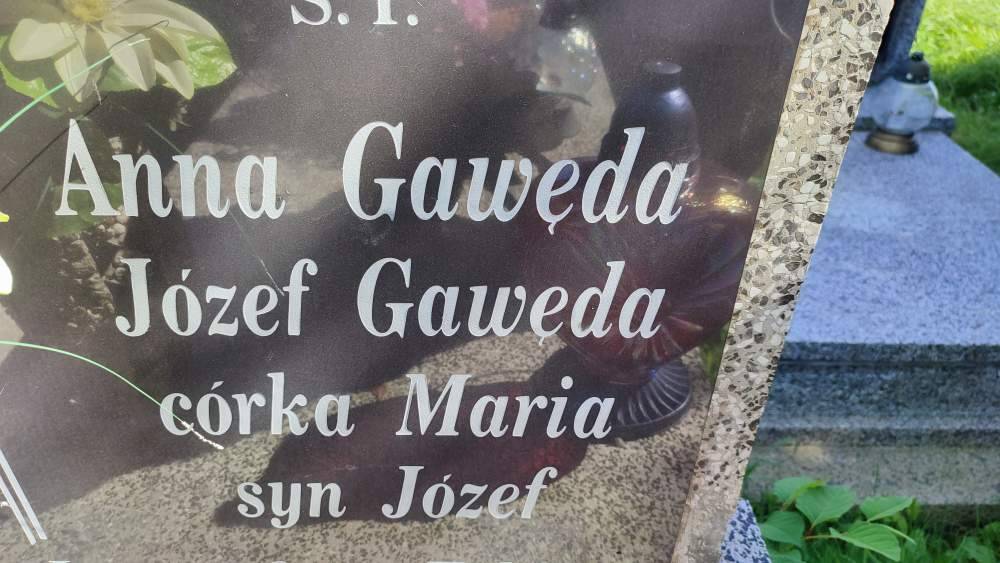 Anna Gawęda
Józef Gawęda
córka Maria
syn Józef